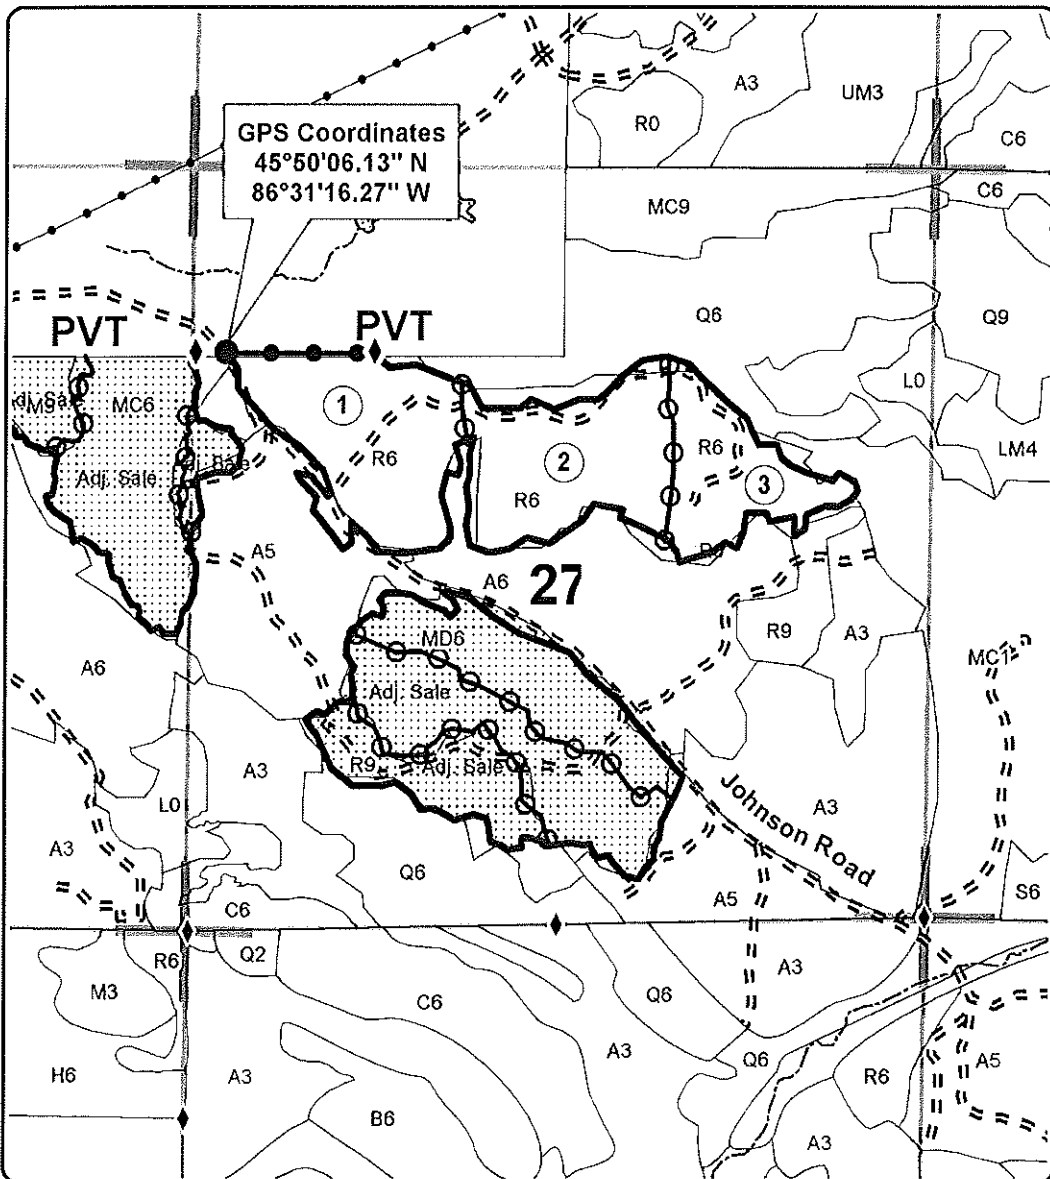 A3
UM3
R0
C6
GPS Coordinates
45°50'06.13" N
86°31'16.27" W
C6
MC9
PVT
PVT
Q6
Q9
L0
MC6
1
R6
R6
LM4
Adj. Sale
2
3
R6
A5
A6
27
R9
A3
MD6
A6
MC1
Adj. Sale
A3
R9
Adj. Sale
Johnson Road
A3
L0
A3
Q6
A5
S6
C6
R6
Q2
A3
M3
C6
Q6
A3
Q6
H6
A3
R6
A5
B6
A3